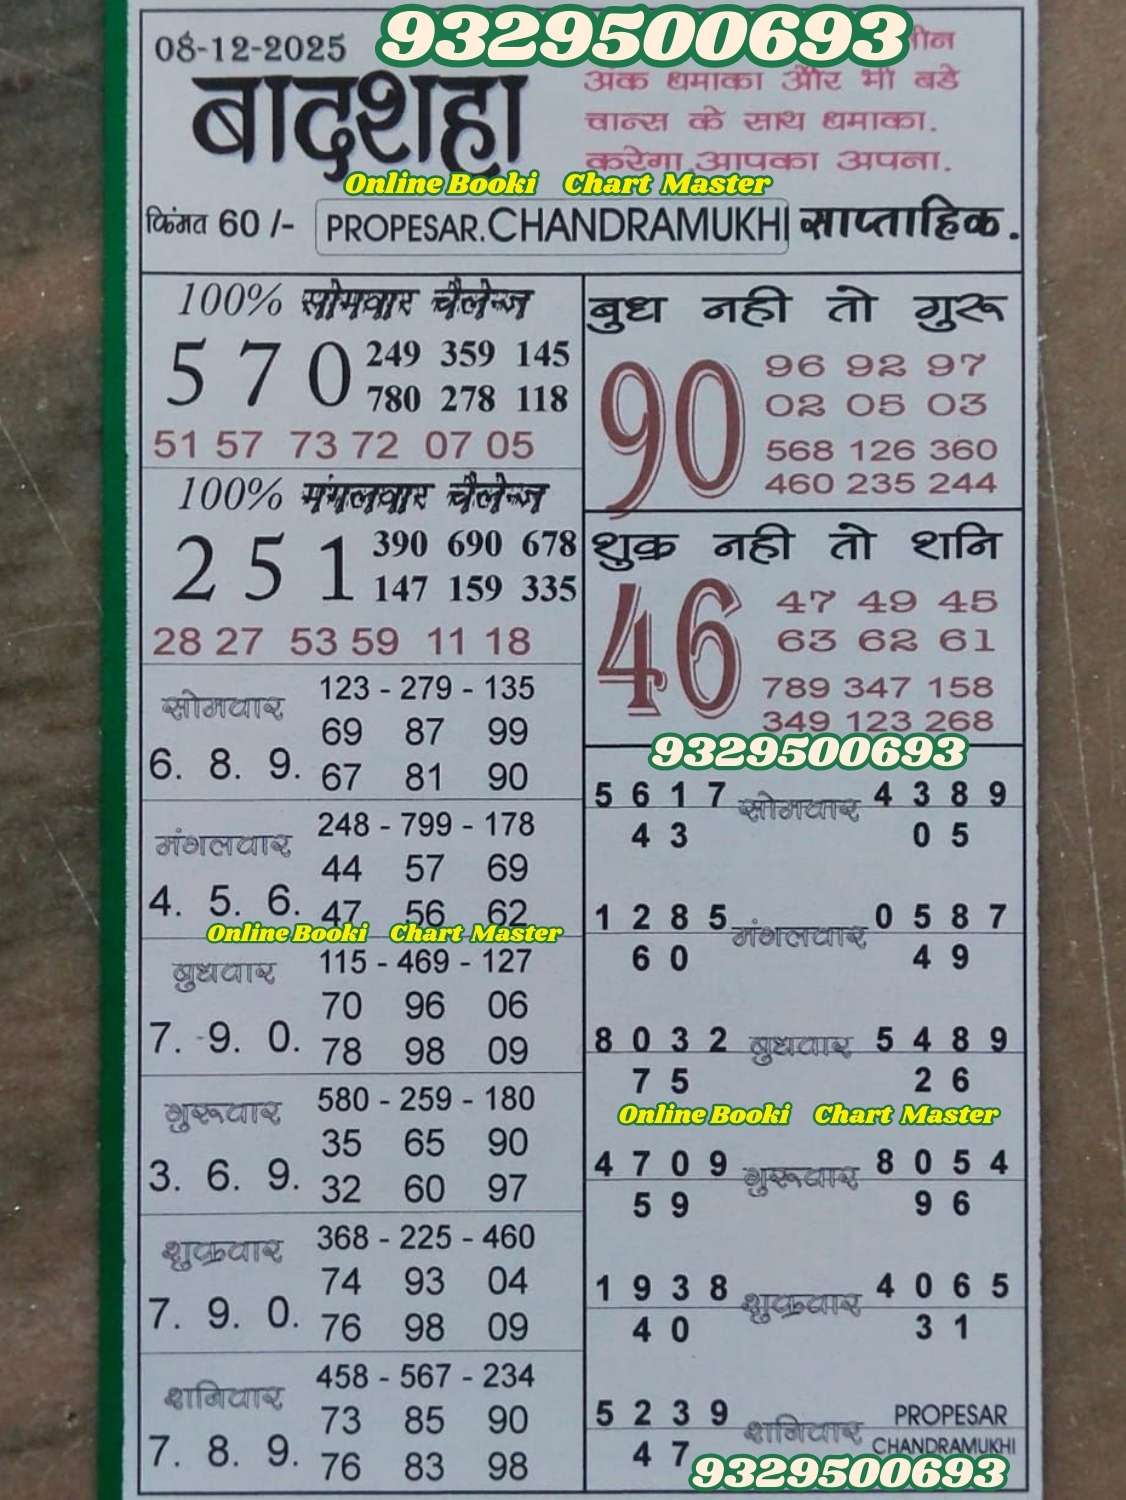 08-12-2025
9329500693
बादशहा
अक धमाका और भी बडे
चान्स के साथ धमाका.
करेगा आपका अपना.
Online Booki Chart Master
किंमत 60 /- PROPESAR. CHANDRAMUKHI साप्ताहिक.
100% सोमवार चैलेन्ज
5 7 0
249 359 145
780 278 118
51 57 73 72 07 05
100% मंगलवार चैलेन्ज
2 5 1
390 690 678
147 159 335
28 27 53 59 11 18
बुध नही तो गुरू
90
96 92 97
02 05 03
568 126 360
460 235 244
शुक्र नही तो शनि
46
47 49 45
63 62 61
789 347 158
349 123 268
9329500693
सोमवार
6. 8. 9.
123 - 279 - 135
69 87 99
67 81 90
मंगलवार
4. 5. 6.
248 - 799 - 178
44 57 69
47 56 62
Online Booki Chart Master
बुधवार
7. 9. 0.
115 - 469 - 127
70 96 06
78 98 09
गुरूवार
3. 6. 9.
580 - 259 - 180
35 65 90
32 60 97
शुक्रवार
7. 9. 0.
368 - 225 - 460
74 93 04
76 98 09
शनिवार
7. 8. 9.
458 - 567 - 234
73 85 90
76 83 98
5 6 1 7 सोमवार 4 3 8 9
4 3 0 5
1 2 8 5 मंगलवार 0 5 8 7
6 0 4 9
8 0 3 2 बुधवार 5 4 8 9
7 5 2 6
Online Booki Chart Master
4 7 0 9 गुरूवार 8 0 5 4
5 9 9 6
1 9 3 8 शुक्रवार 4 0 6 5
4 0 3 1
5 2 3 9 शनिवार PROPESAR
4 7 CHANDRAMUKHI
9329500693